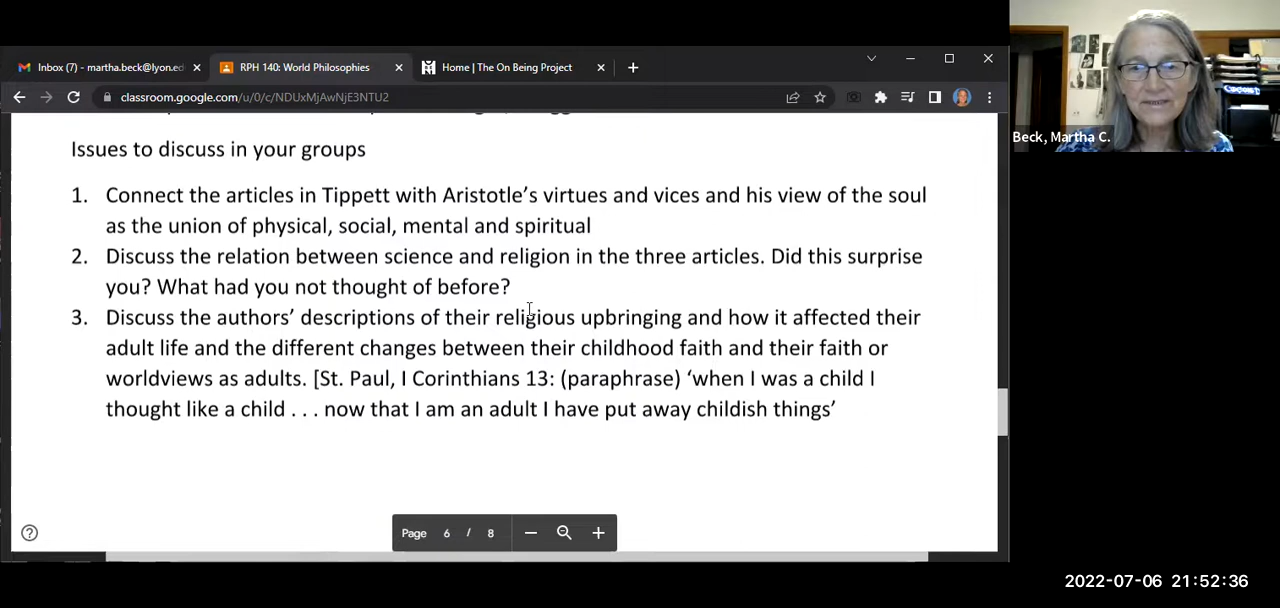 Inbox (7) - martha.beck@lyon.ed
RPH 140: World Philosophies
Home | The On Being Project
classroom.google.com/u/0/c/NDUxMjAwNjE3NTU2
Beck, Martha C.
Issues to discuss in your groups
1. Connect the articles in Tippett with Aristotle's virtues and vices and his view of the soul
as the union of physical, social, mental and spiritual
2. Discuss the relation between science and religion in the three articles. Did this surprise
you? What had you not thought of before?
3. Discuss the authors' descriptions of their religious upbringing and how it affected their
adult life and the different changes between their childhood faith and their faith or
worldviews as adults. [St. Paul, I Corinthians 13: (paraphrase) 'when I was a child I
thought like a child . . . now that I am an adult I have put away childish things'
Page 6 / 8
2022-07-06 21:52:36